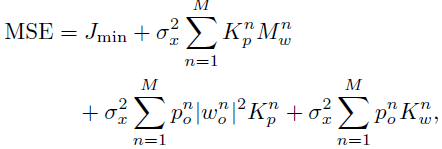 MSE = J_min + σ_x^2 ∑_{n=1}^{M} K_p^n M_w^n
+ σ_x^2 ∑_{n=1}^{M} p_o^n |w_o^n|^2 K_p^n + σ_x^2 ∑_{n=1}^{M} p_o^n K_w^n,